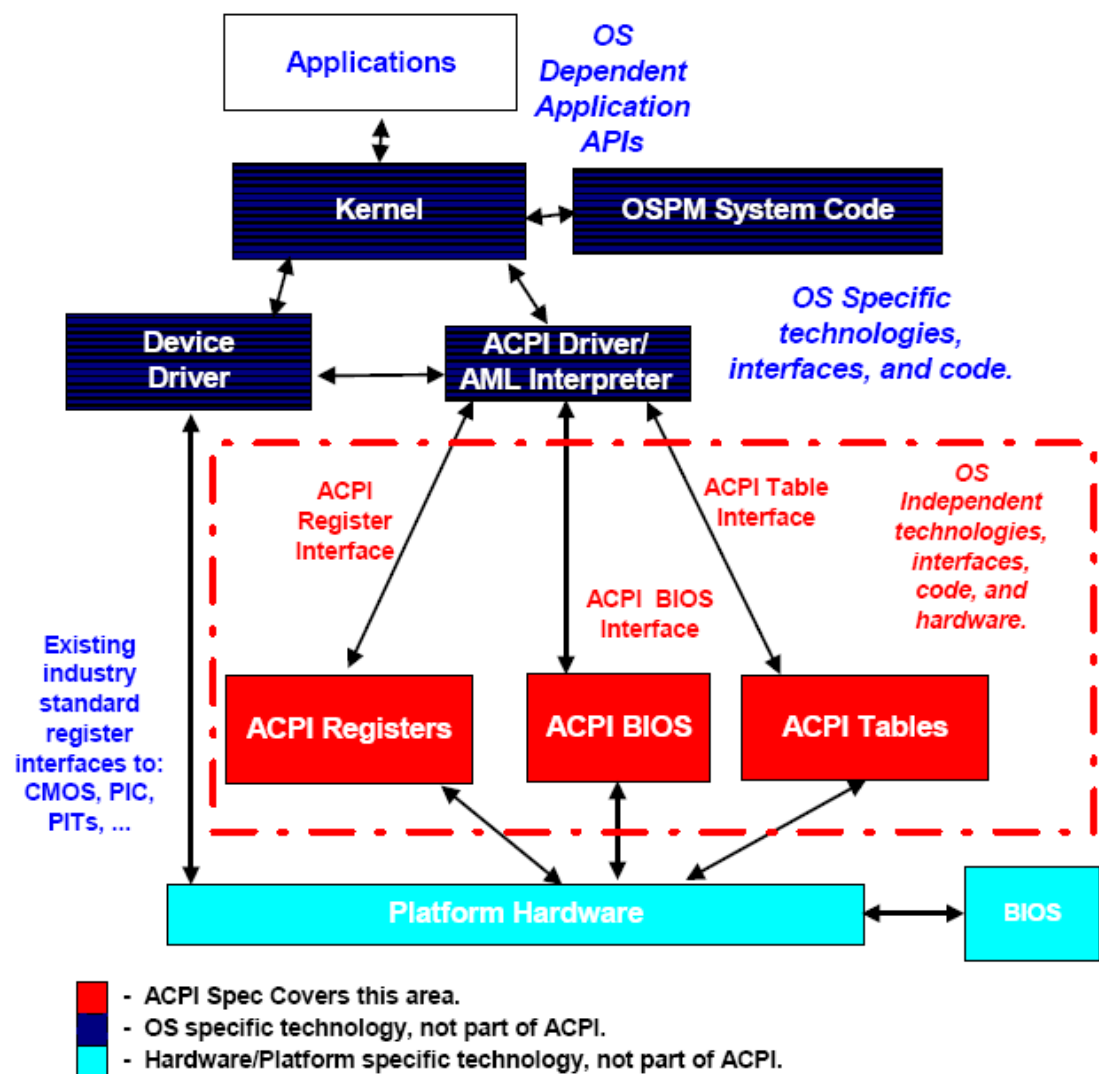 Applications
OS
Dependent
Application
APIs
Kernel
OSPM System Code
OS Specific
technologies,
interfaces, and code.
Device
Driver
ACPI Driver/
AML Interpreter
ACPI
Register
Interface
ACPI Table
Interface
OS
Independent
technologies,
interfaces,
code, and
hardware.
ACPI BIOS
Interface
Existing
industry
standard
register
interfaces to:
CMOS, PIC,
PITs, ...
ACPI Registers
ACPI BIOS
ACPI Tables
Platform Hardware
BIOS
- ACPI Spec Covers this area.
- OS specific technology, not part of ACPI.
- Hardware/Platform specific technology, not part of ACPI.